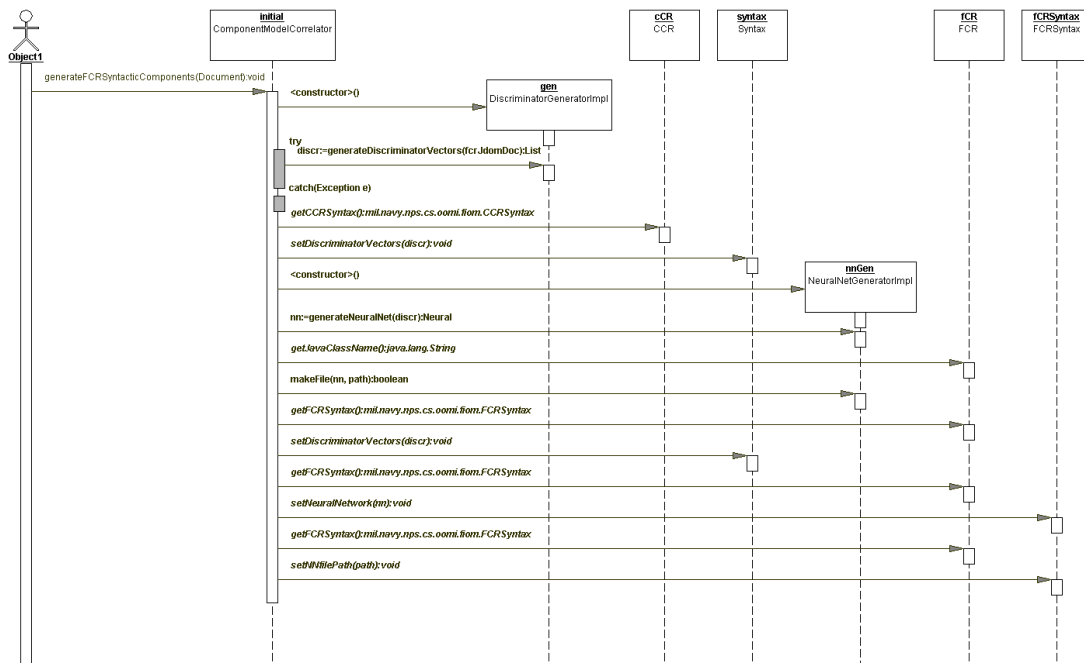 initial
ComponentModelCorrelator
cCR
CCR
syntax
Syntax
fCR
FCR
fCRSyntax
FCRSyntax
Object1
generateFCRSyntacticComponents(Document):void
<constructor>()
gen
DiscriminatorGeneratorImpl
try
discr:=generateDiscriminatorVectors(fcrJdomDoc):List
catch(Exception e)
getCCRSyntax():mil.navy.nps.cs.oomi.fiom.CCRSyntax
setDiscriminatorVectors(discr):void
<constructor>()
nnGen
NeuralNetGeneratorImpl
nn:=generateNeuralNet(discr):Neural
getJavaClassName():java.lang.String
makeFile(nn, path):boolean
getFCRSyntax():mil.navy.nps.cs.oomi.fiom.FCRSyntax
setDiscriminatorVectors(discr):void
getFCRSyntax():mil.navy.nps.cs.oomi.fiom.FCRSyntax
setNeuralNetwork(nn):void
getFCRSyntax():mil.navy.nps.cs.oomi.fiom.FCRSyntax
setNNfilePath(path):void